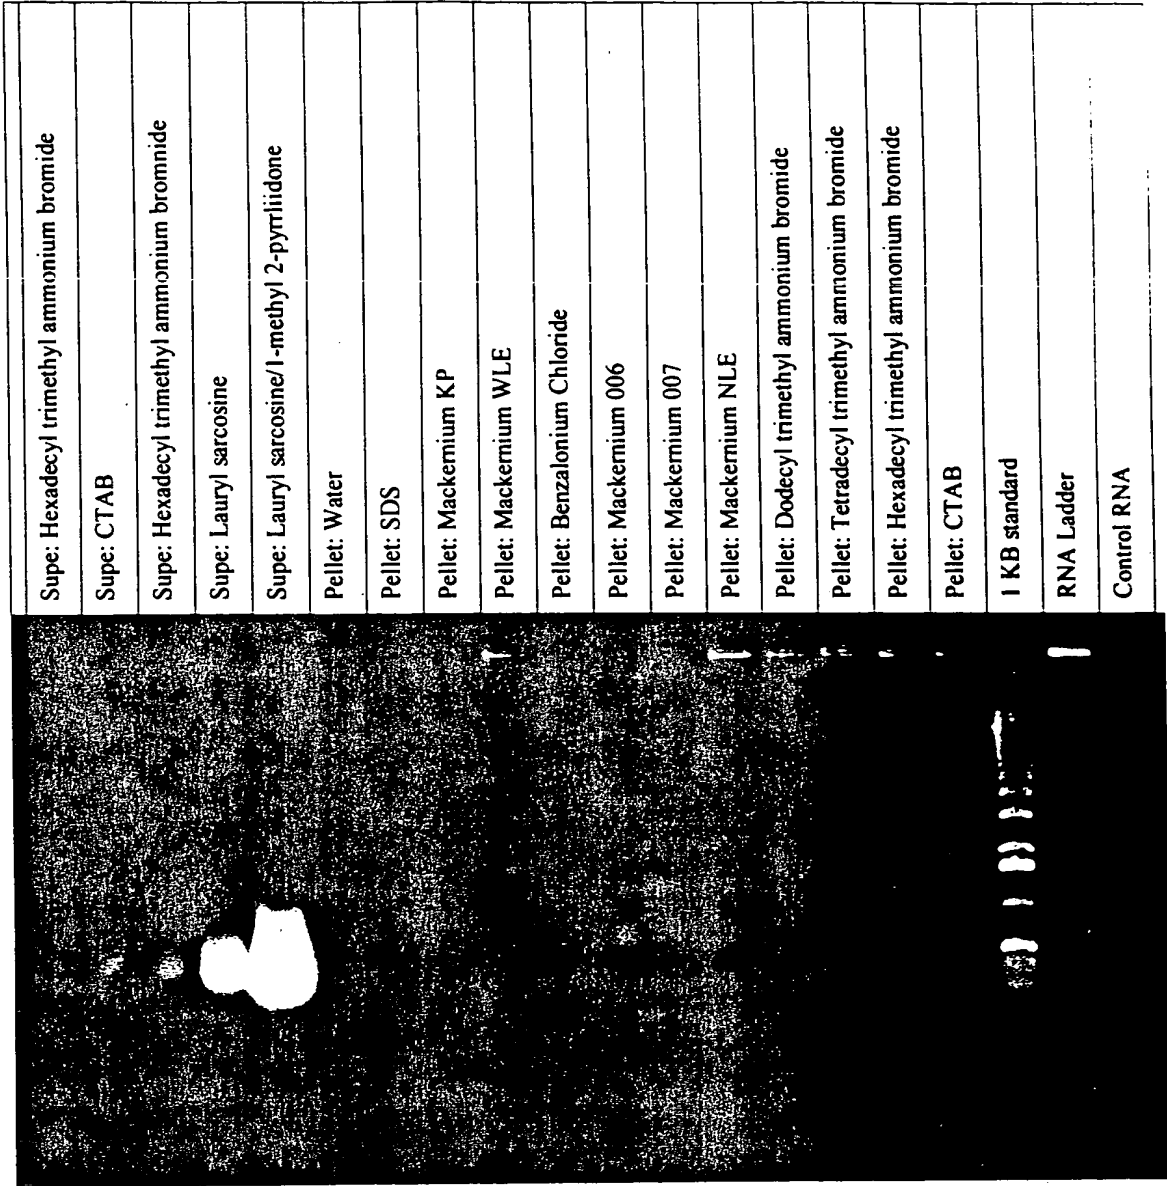 Supe: Hexadecyl trimethyl ammonium bromide
Supe: CTAB
Supe: Hexadecyl trimethyl ammonium bromnide
Supe: Lauryl sarcosine
Supe: Lauryl sarcosine/1-methyl 2-pyrrliidone
Pellet: Water
Pellet: SDS
Pellet: Mackernium KP
Pellet: Mackernium WLE
Pellet: Benzalonium Chloride
Pellet: Mackernium 006
Pellet: Mackernium 007
Pellet: Mackernium NLE
Pellet: Dodecyl trimethyl ammonium bromide
Pellet: Tetradecyl trimethyl ammonium bromide
Pellet: Hexadecyl trimethyl ammonium bromide
Pellet: CTAB
1 KB standard
RNA Ladder
Control RNA